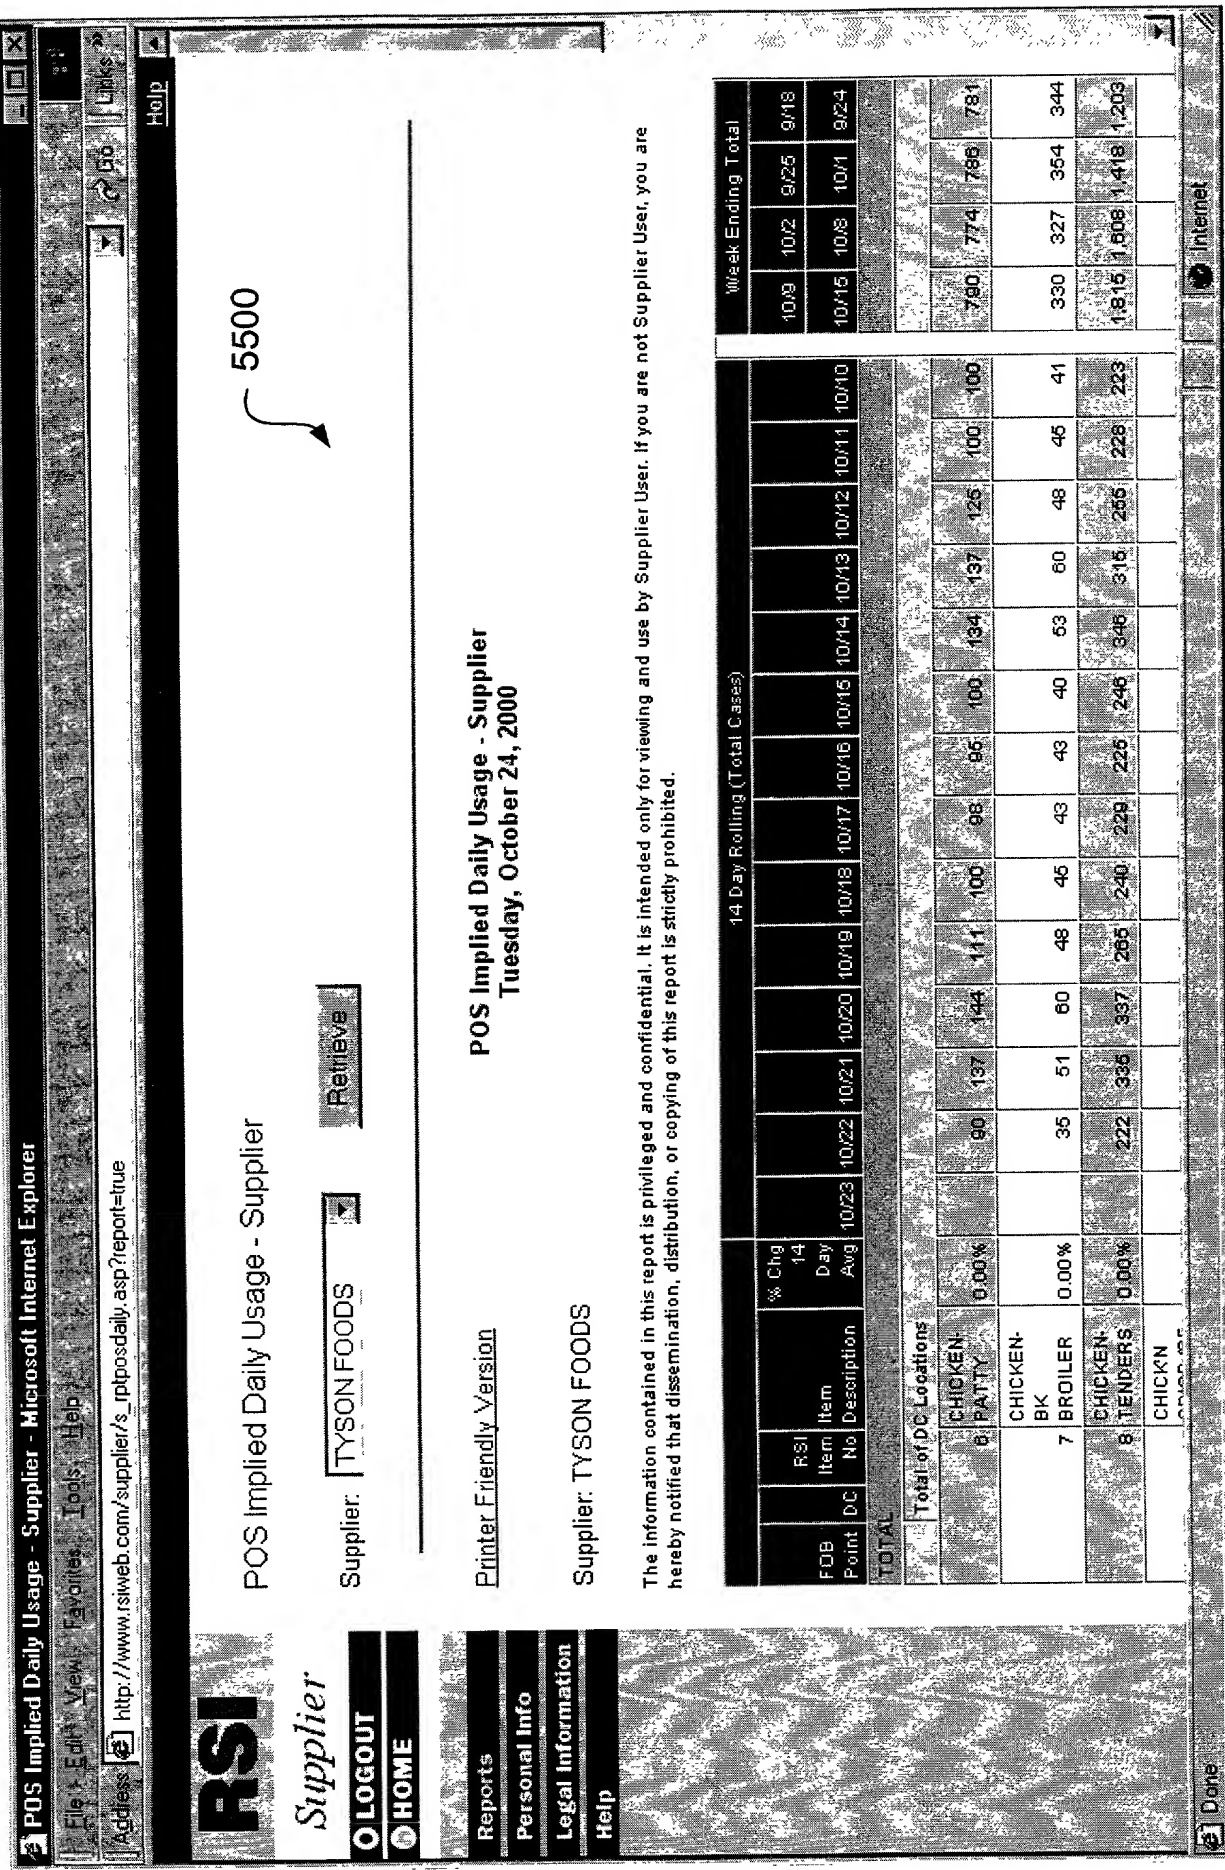 POS Implied Daily Usage - Supplier - Microsoft Internet Explorer
File Edit View Favorites Tools Help
Address http://www.rsiweb.com/supplier/s_rptposdaily.asp?report=true Go Links »
Help
RSI
Supplier
LOGOUT
HOME
Reports
Personal Info
Legal Information
Help
POS Implied Daily Usage - Supplier
5500
Supplier: TYSON FOODS Retrieve
POS Implied Daily Usage - Supplier
Tuesday, October 24, 2000
Printer Friendly Version
Supplier: TYSON FOODS
The information contained in this report is privileged and confidential. It is intended only for viewing and use by Supplier User. If you are not Supplier User, you are
hereby notified that dissemination, distribution, or copying of this report is strictly prohibited.
14 Day Rolling (Total Cases) Week Ending Total
FOB Point DC RSI Item No Item Description % Chg 14 Day Avg 10/23 10/22 10/21 10/20 10/19 10/18 10/17 10/16 10/15 10/14 10/13 10/12 10/11 10/10
10/9 10/2 9/25 9/18
10/15 10/8 10/1 9/24
TOTAL
Total of DC Locations
6 CHICKEN-PATTY 0.00% 90 137 144 111 100 98 95 100 134 137 125 100 100 790 774 786 781
7 CHICKEN-BK BROILER 0.00% 35 51 60 48 45 43 43 40 53 60 48 45 41 330 327 354 344
8 CHICKEN-TENDERS 0.00% 222 335 337 265 240 229 225 246 346 315 255 228 223 1,815 1,608 1,418 1,203
CHICK'N
Done Internet